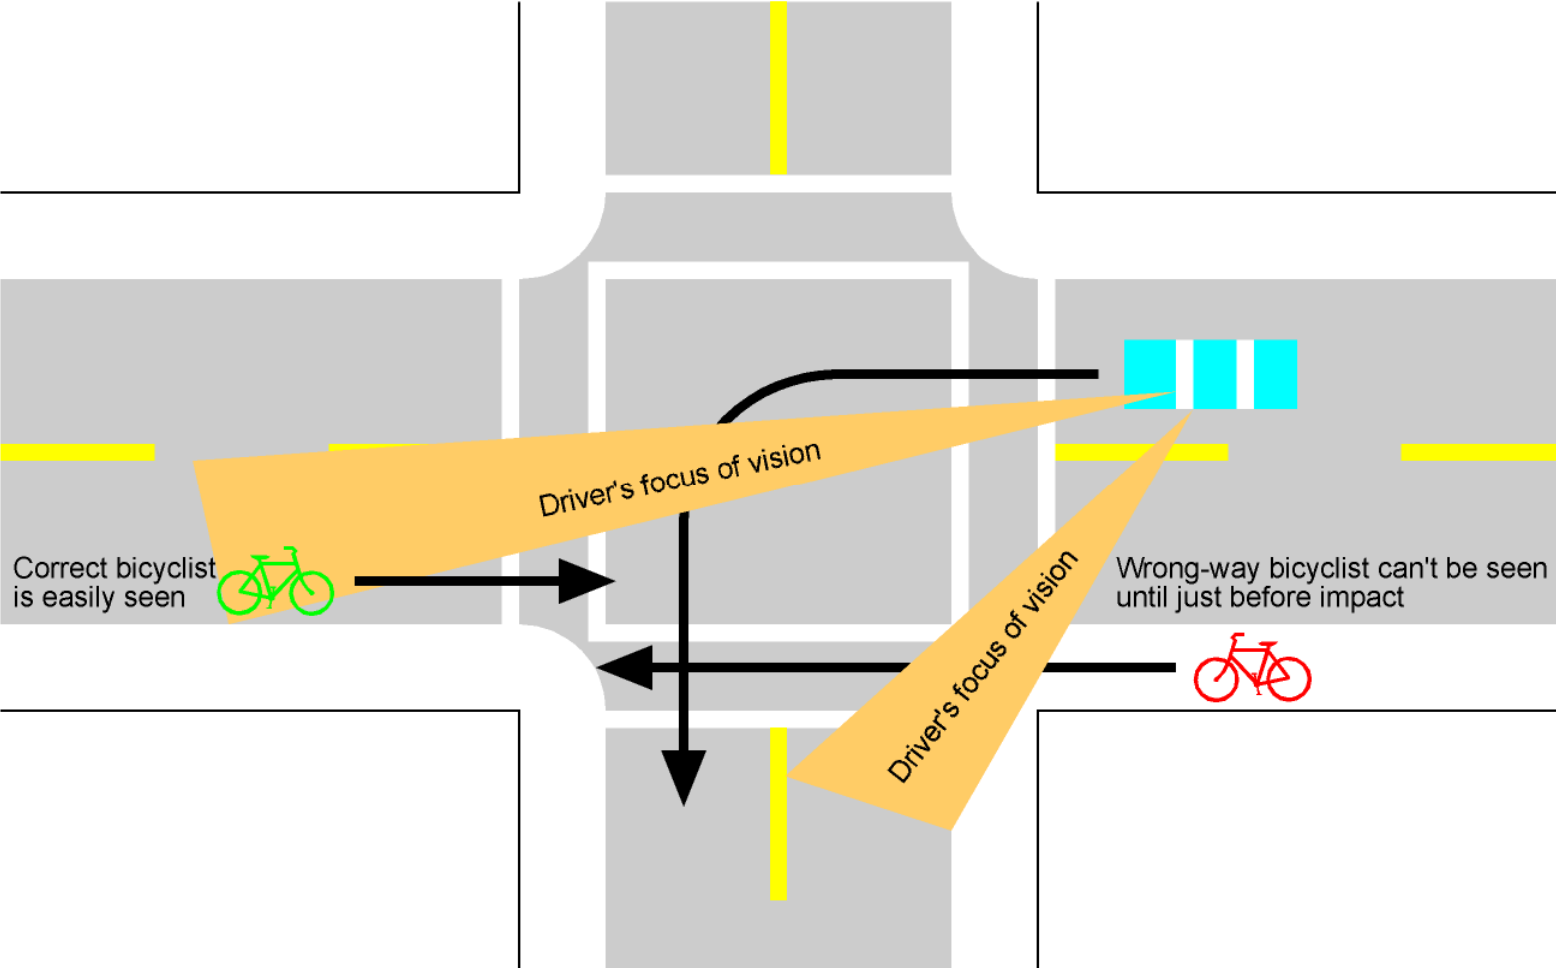 Driver's focus of vision
Correct bicyclist
is easily seen
Driver's focus of vision
Wrong-way bicyclist can't be seen
until just before impact